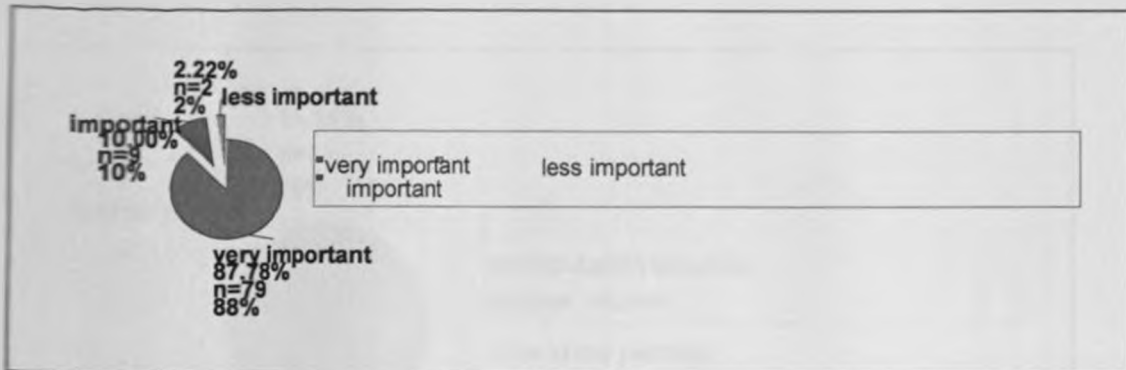 2.22%
n=2
2%
less important
important
10.00%
n=9
10%
very important
less important
important
very important
87.78%
n=79
88%